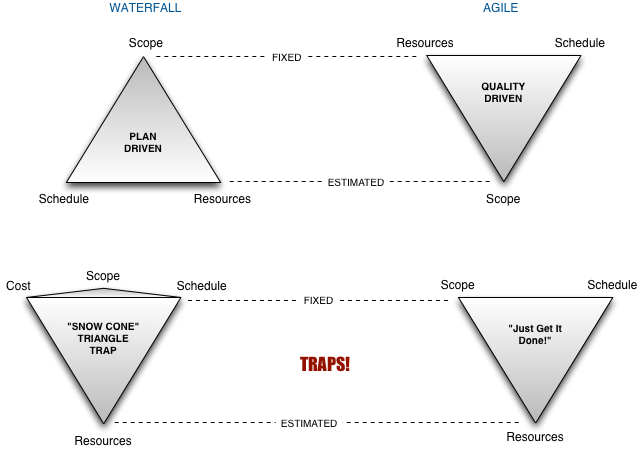 WATERFALL
AGILE
Scope
Resources
Schedule
FIXED
QUALITY
DRIVEN
PLAN
DRIVEN
ESTIMATED
Schedule
Resources
Scope
Scope
Cost
Schedule
Scope
Schedule
FIXED
"SNOW CONE"
TRIANGLE
TRAP
"Just Get It
Done!"
TRAPS!
ESTIMATED
Resources
Resources